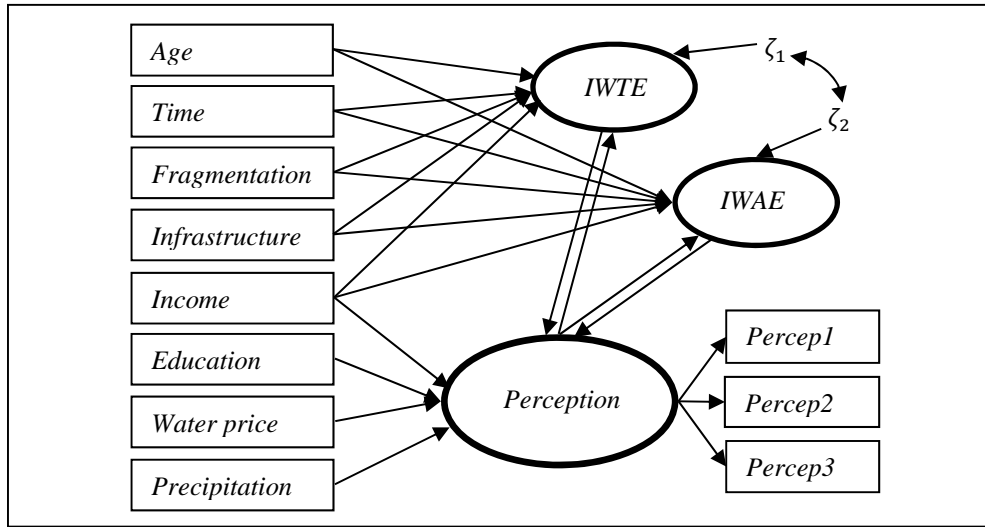 Age
Time
Fragmentation
Infrastructure
Income
Education
Water price
Precipitation
IWTE
ζ₁
ζ₂
IWAE
Perception
Percep1
Percep2
Percep3